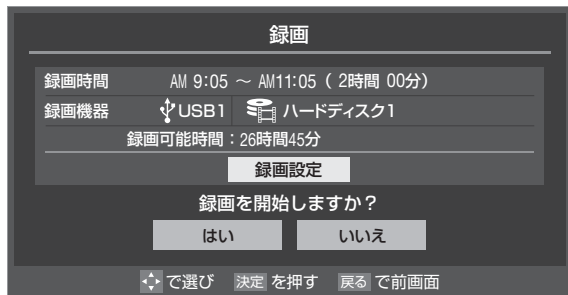 録画
録画時間 AM 9:05 ～ AM11:05 ( 2時間 00分)
録画機器 USB1 ハードディスク1
録画可能時間：26時間45分
録画設定
録画を開始しますか？
はい いいえ
で選び 決定 を押す 戻る で前画面